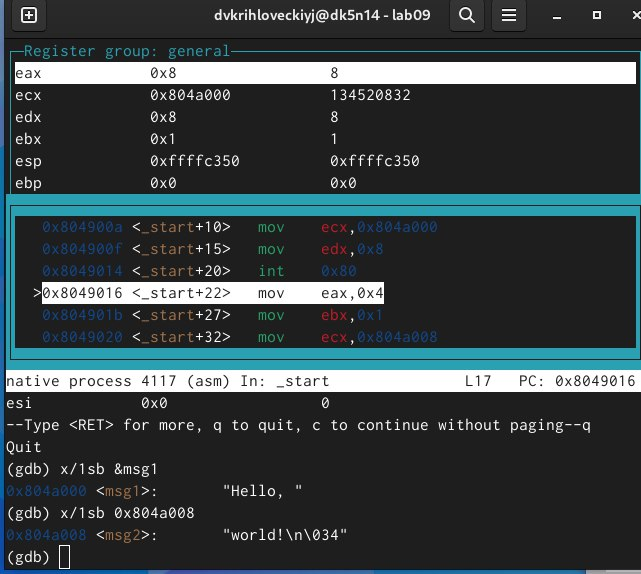 dvkrihloveckiyj@dk5n14 - lab09
Register group: general
eax 0x8 8
ecx 0x804a000 134520832
edx 0x8 8
ebx 0x1 1
esp 0xffffc350 0xffffc350
ebp 0x0 0x0
0x804900a <_start+10> mov ecx,0x804a000
0x804900f <_start+15> mov edx,0x8
0x8049014 <_start+20> int 0x80
>0x8049016 <_start+22> mov eax,0x4
0x804901b <_start+27> mov ebx,0x1
0x8049020 <_start+32> mov ecx,0x804a008
native process 4117 (asm) In: _start L17 PC: 0x8049016
esi 0x0 0
--Type <RET> for more, q to quit, c to continue without paging--q
Quit
(gdb) x/1sb &msg1
0x804a000 <msg1>: "Hello, "
(gdb) x/1sb 0x804a008
0x804a008 <msg2>: "world!\n\034"
(gdb)